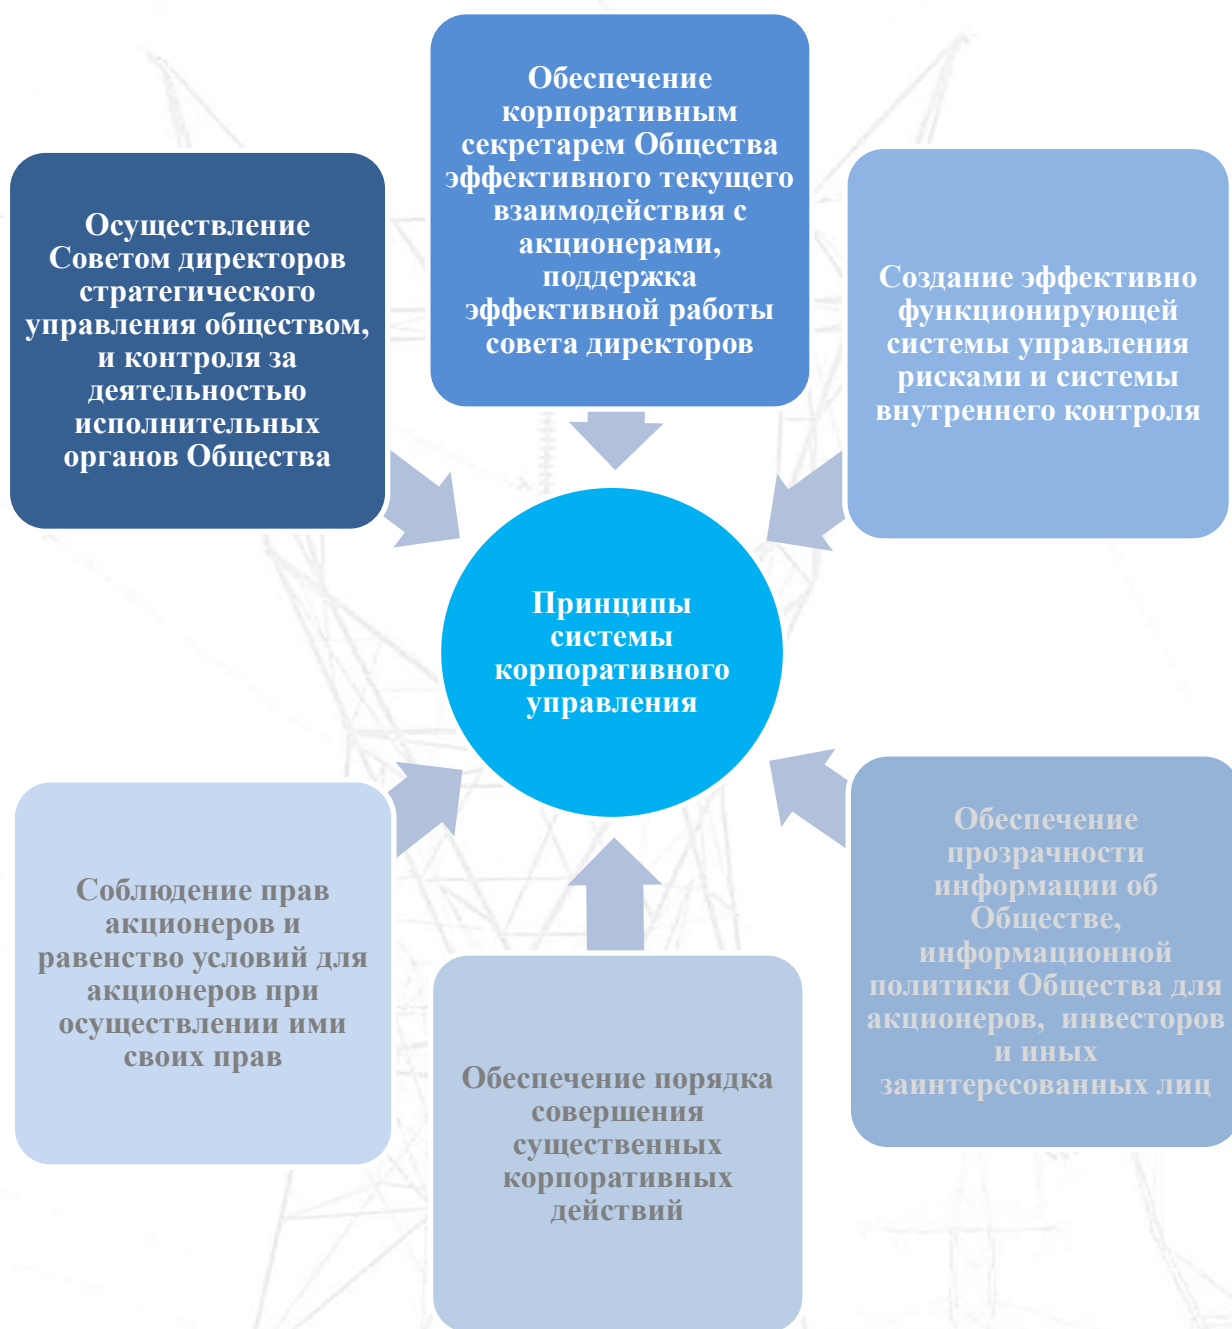 Обеспечение
корпоративным
секретарем Общества
эффективного текущего
взаимодействия с
акционерами,
поддержка
эффективной работы
совета директоров
Осуществление
Советом директоров
стратегического
управления обществом,
и контроля за
деятельностью
исполнительных
органов Общества
Создание эффективно
функционирующей
системы управления
рисками и системы
внутреннего контроля
Принципы
системы
корпоративного
управления
Соблюдение прав
акционеров и
равенство условий для
акционеров при
осуществлении ими
своих прав
Обеспечение порядка
совершения
существенных
корпоративных
действий
Обеспечение
прозрачности
информации об
Обществе,
информационной
политики Общества для
акционеров, инвесторов
и иных
заинтересованных лиц